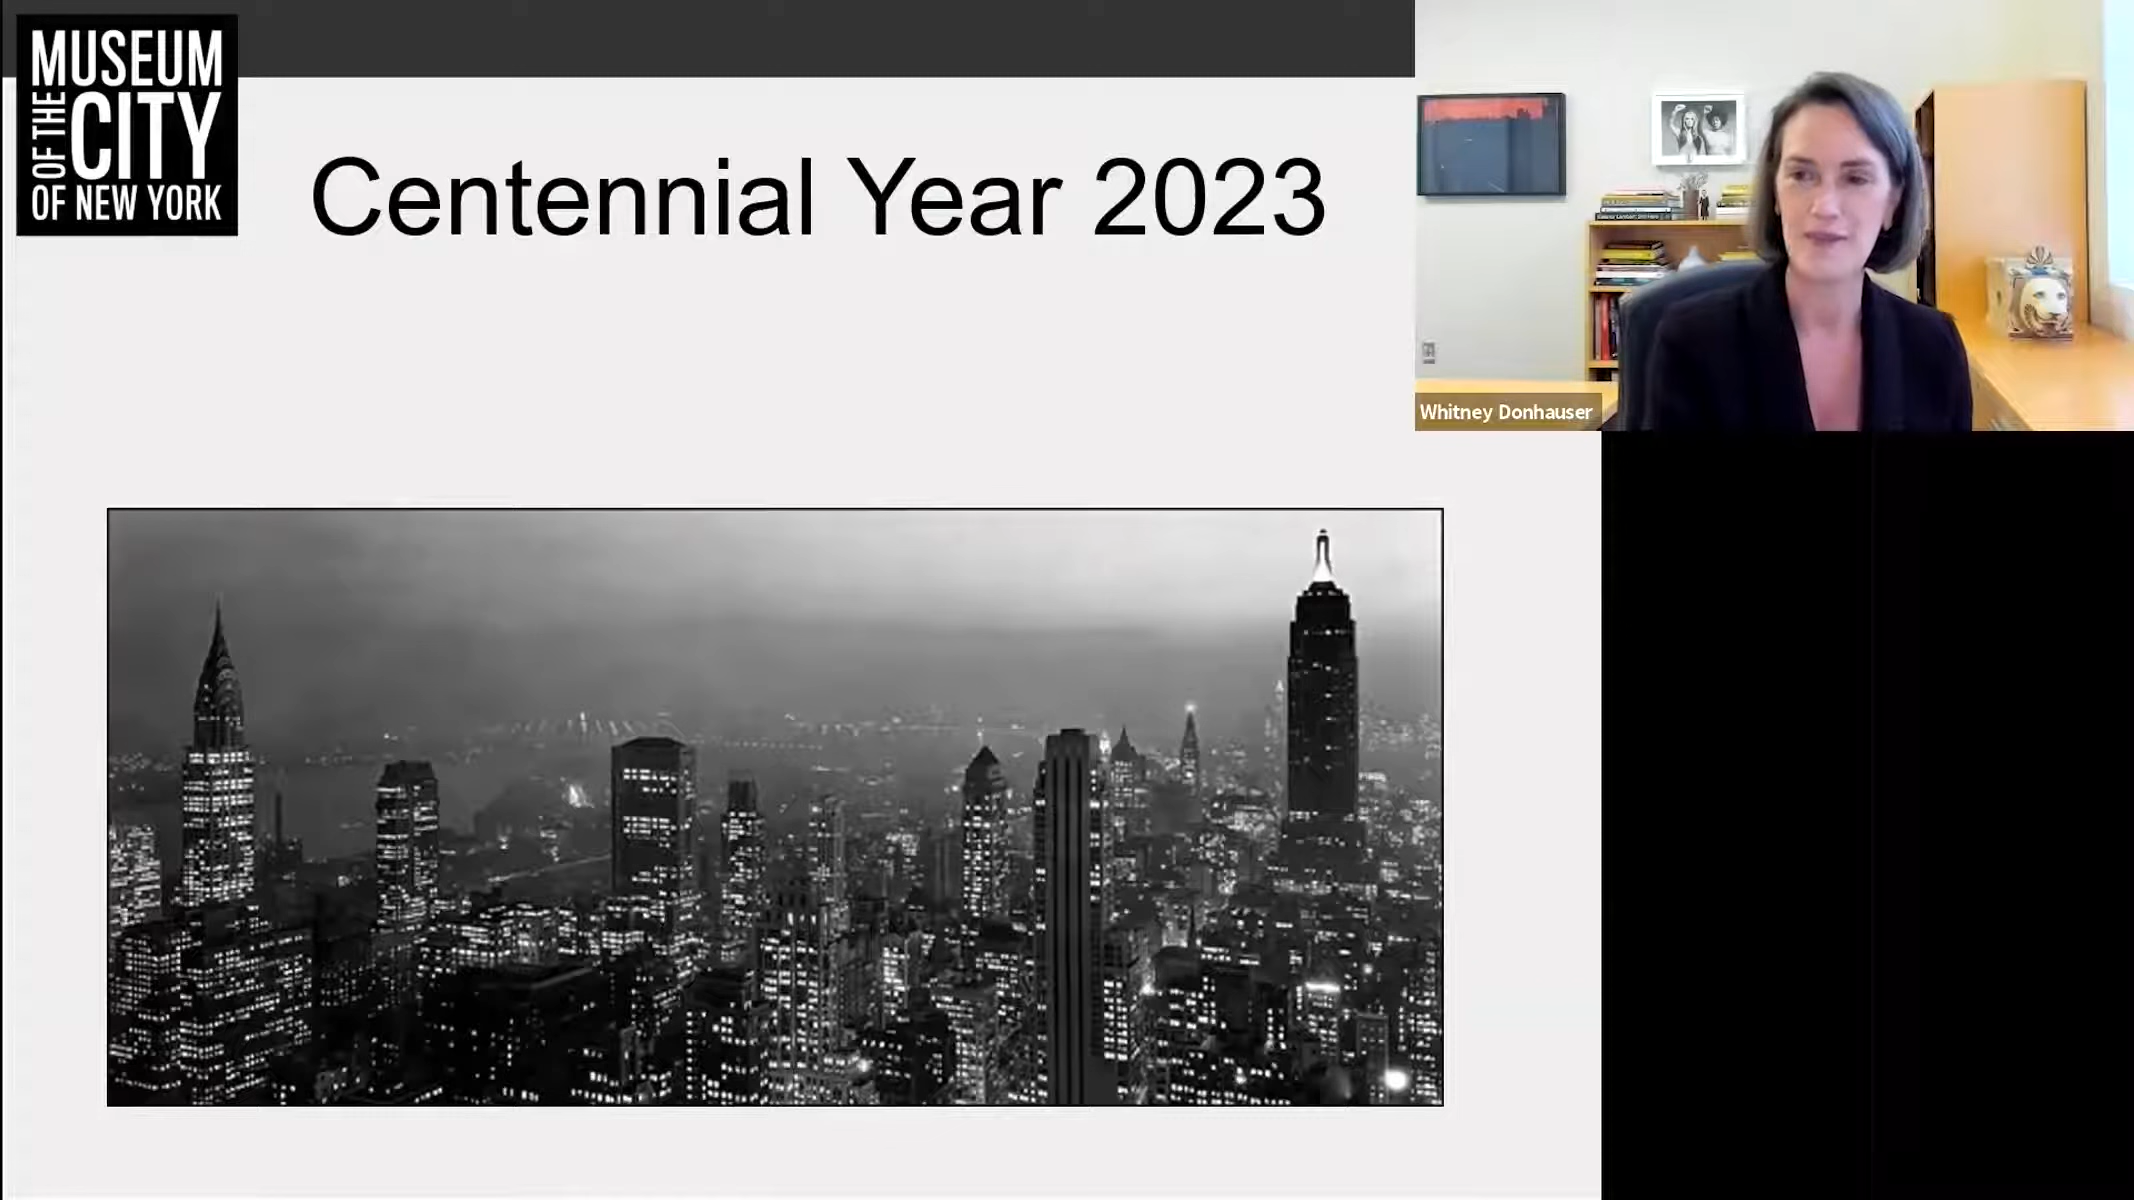 MUSEUM
OF THE CITY
OF NEW YORK
Centennial Year 2023
Whitney Donhauser